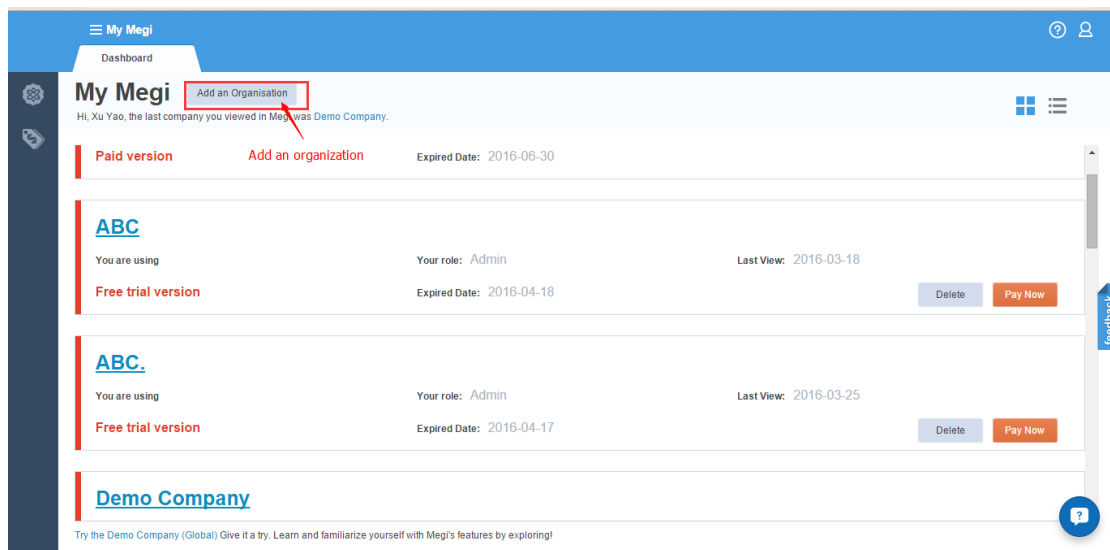 My Megi
Dashboard
My Megi Add an Organisation
Hi, Xu Yao, the last company you viewed in Megi was Demo Company.
Add an organization
Paid version Expired Date: 2016-06-30
ABC
You are using Your role: Admin Last View: 2016-03-18
Free trial version Expired Date: 2016-04-18 Delete Pay Now
ABC.
You are using Your role: Admin Last View: 2016-03-25
Free trial version Expired Date: 2016-04-17 Delete Pay Now
feedback
Demo Company
Try the Demo Company (Global) Give it a try. Learn and familiarize yourself with Megi's features by exploring!